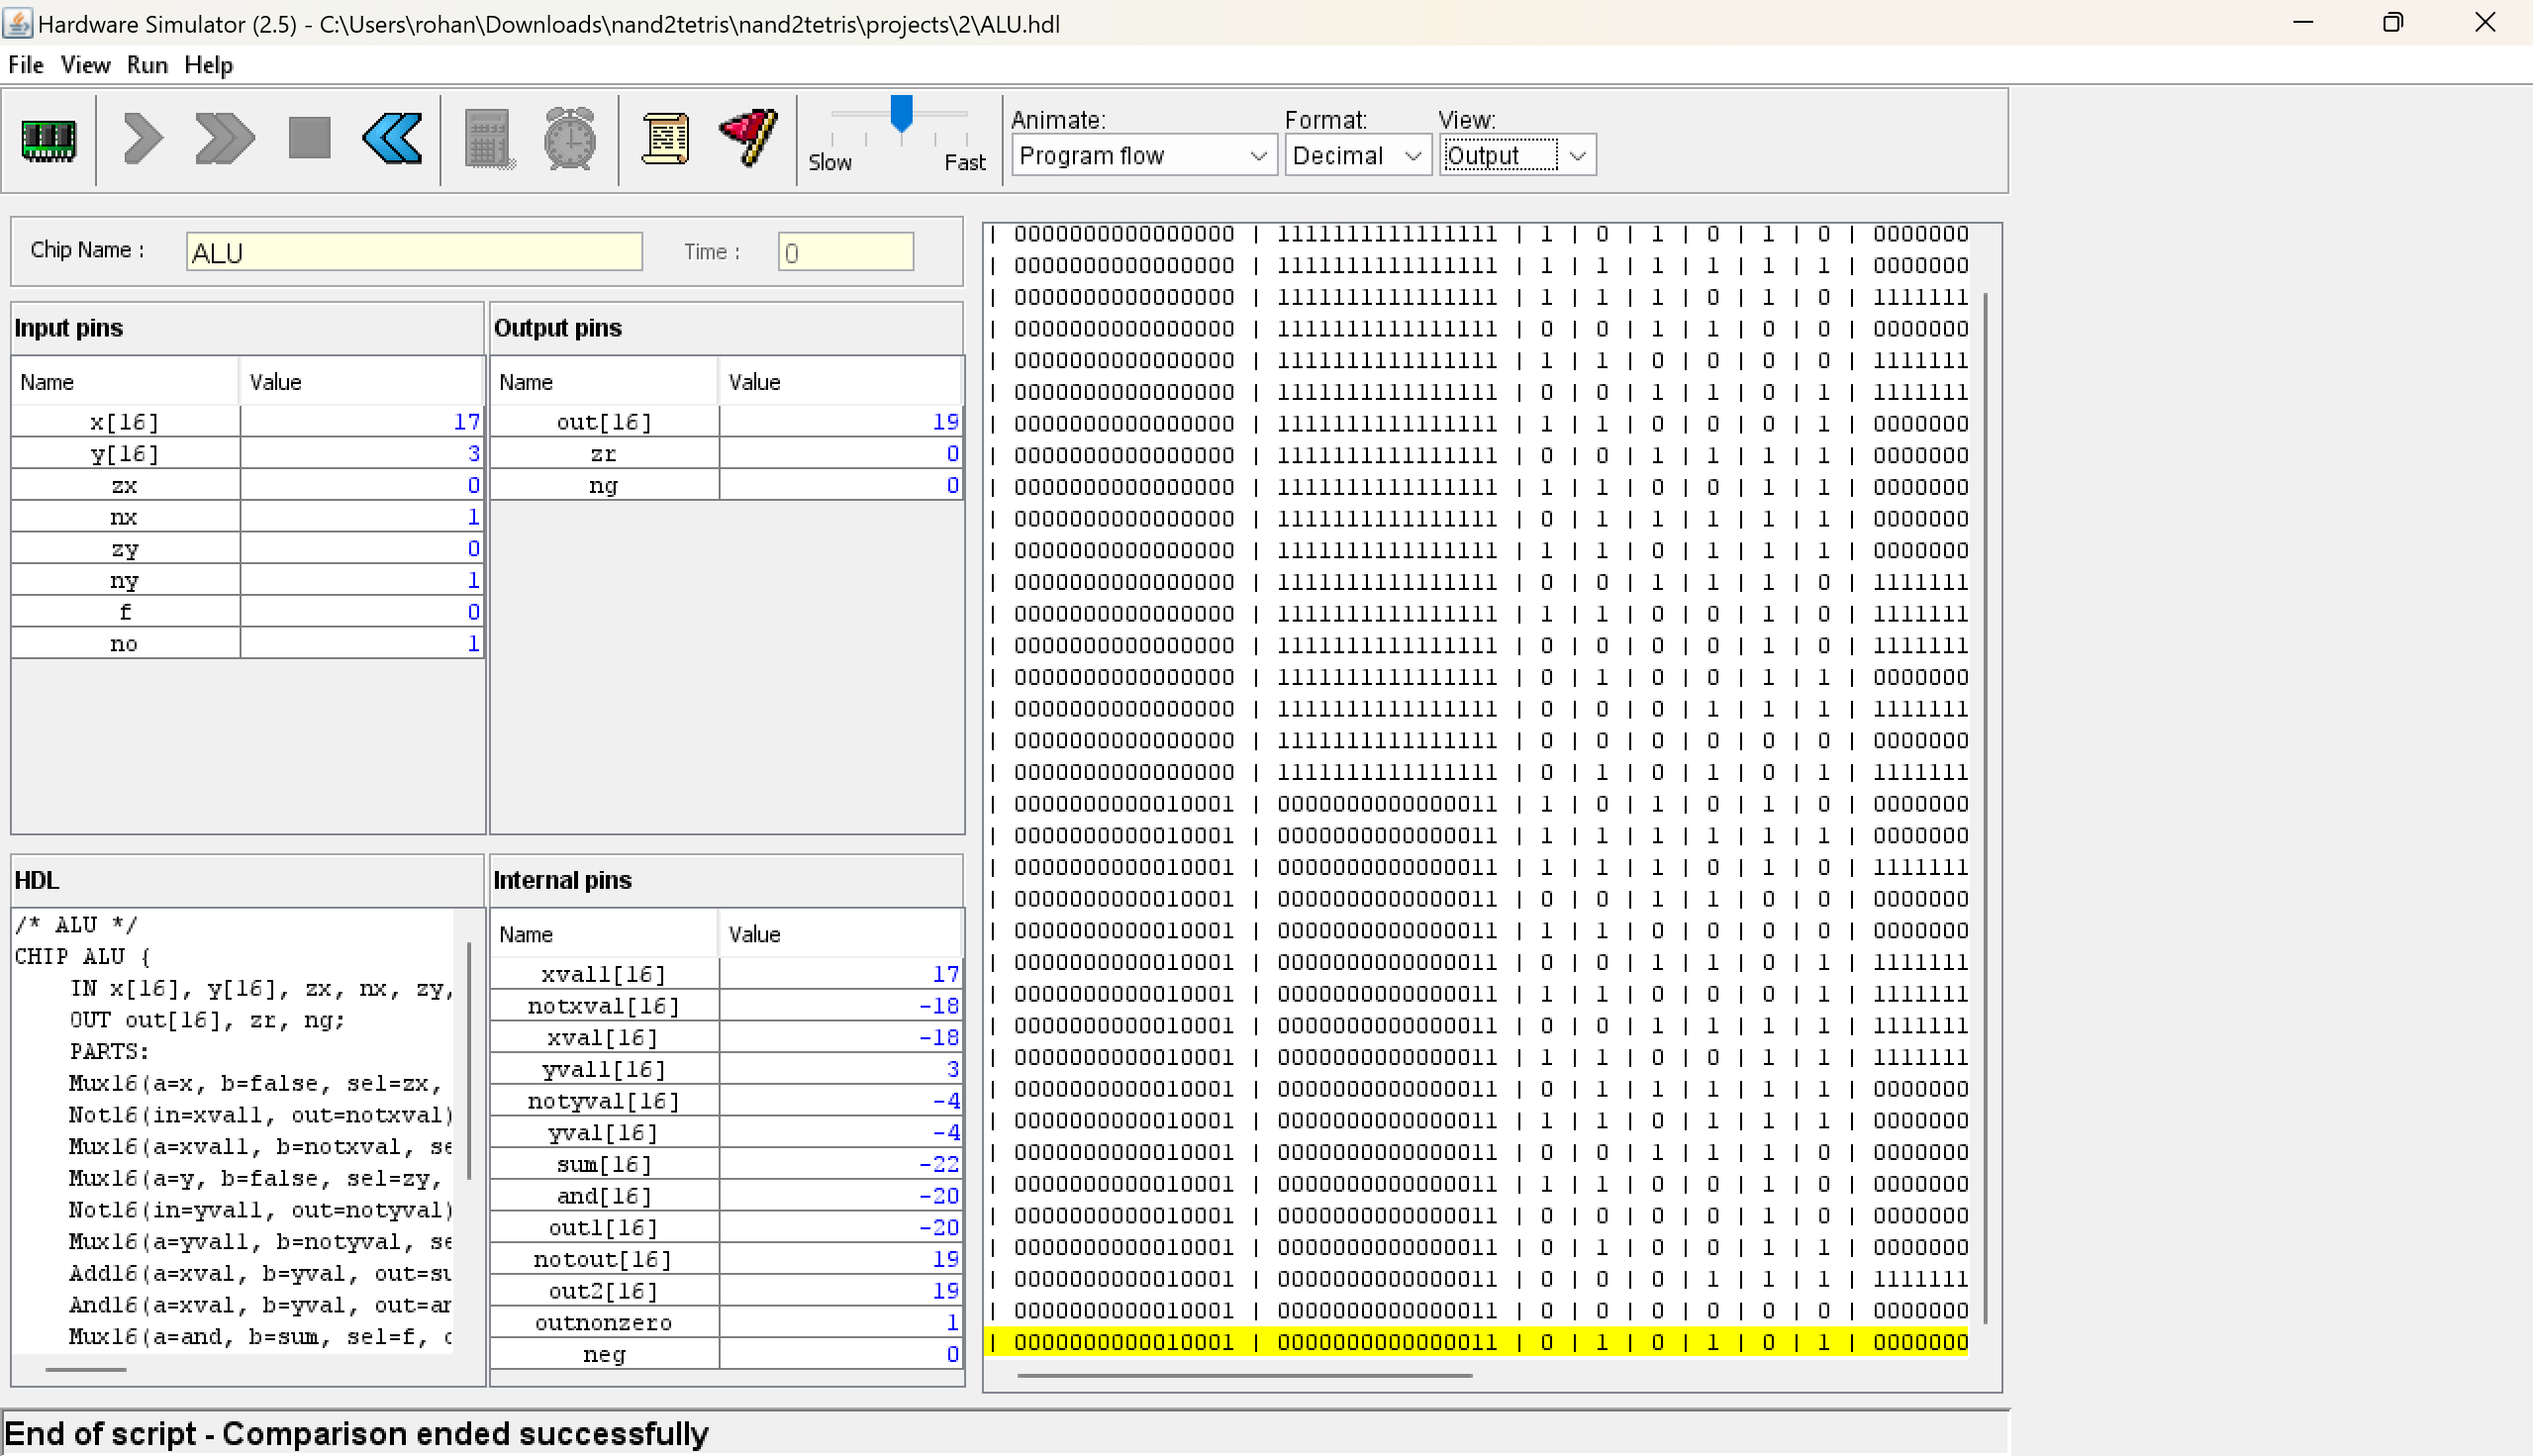 Hardware Simulator (2.5) - C:\Users\rohan\Downloads\nand2tetris\nand2tetris\projects\2\ALU.hdl
File View Run Help
Slow Fast
Animate: Format: View:
Program flow Decimal Output
Chip Name : ALU Time : 0
Input pins
Name Value
x[16] 17
y[16] 3
zx 0
nx 1
zy 0
ny 1
f 0
no 1
Output pins
Name Value
out[16] 19
zr 0
ng 0
HDL
/* ALU */
CHIP ALU {
IN x[16], y[16], zx, nx, zy,
OUT out[16], zr, ng;
PARTS:
Mux16(a=x, b=false, sel=zx,
Not16(in=xval1, out=notxval)
Mux16(a=xval1, b=notxval, se
Mux16(a=y, b=false, sel=zy,
Not16(in=yval1, out=notyval)
Mux16(a=yval1, b=notyval, se
Add16(a=xval, b=yval, out=su
And16(a=xval, b=yval, out=an
Mux16(a=and, b=sum, sel=f, o
Internal pins
Name Value
xval1[16] 17
notxval[16] -18
xval[16] -18
yval1[16] 3
notyval[16] -4
yval[16] -4
sum[16] -22
and[16] -20
out1[16] -20
notout[16] 19
out2[16] 19
outnonzero 1
neg 0
| 0000000000000000 | 1111111111111111 | 1 | 0 | 1 | 0 | 1 | 0 | 0000000
| 0000000000000000 | 1111111111111111 | 1 | 1 | 1 | 1 | 1 | 1 | 0000000
| 0000000000000000 | 1111111111111111 | 1 | 1 | 1 | 0 | 1 | 0 | 1111111
| 0000000000000000 | 1111111111111111 | 0 | 0 | 1 | 1 | 0 | 0 | 0000000
| 0000000000000000 | 1111111111111111 | 1 | 1 | 0 | 0 | 0 | 0 | 1111111
| 0000000000000000 | 1111111111111111 | 0 | 0 | 1 | 1 | 0 | 1 | 1111111
| 0000000000000000 | 1111111111111111 | 1 | 1 | 0 | 0 | 0 | 1 | 0000000
| 0000000000000000 | 1111111111111111 | 0 | 0 | 1 | 1 | 1 | 1 | 0000000
| 0000000000000000 | 1111111111111111 | 1 | 1 | 0 | 0 | 1 | 1 | 0000000
| 0000000000000000 | 1111111111111111 | 0 | 1 | 1 | 1 | 1 | 1 | 0000000
| 0000000000000000 | 1111111111111111 | 1 | 1 | 0 | 1 | 1 | 1 | 0000000
| 0000000000000000 | 1111111111111111 | 0 | 0 | 1 | 1 | 1 | 0 | 1111111
| 0000000000000000 | 1111111111111111 | 1 | 1 | 0 | 0 | 1 | 0 | 1111111
| 0000000000000000 | 1111111111111111 | 0 | 0 | 0 | 0 | 1 | 0 | 1111111
| 0000000000000000 | 1111111111111111 | 0 | 1 | 0 | 0 | 1 | 1 | 0000000
| 0000000000000000 | 1111111111111111 | 0 | 0 | 0 | 1 | 1 | 1 | 1111111
| 0000000000000000 | 1111111111111111 | 0 | 0 | 0 | 0 | 0 | 0 | 0000000
| 0000000000000000 | 1111111111111111 | 0 | 1 | 0 | 1 | 0 | 1 | 1111111
| 0000000000010001 | 0000000000000011 | 1 | 0 | 1 | 0 | 1 | 0 | 0000000
| 0000000000010001 | 0000000000000011 | 1 | 1 | 1 | 1 | 1 | 1 | 0000000
| 0000000000010001 | 0000000000000011 | 1 | 1 | 1 | 0 | 1 | 0 | 1111111
| 0000000000010001 | 0000000000000011 | 0 | 0 | 1 | 1 | 0 | 0 | 0000000
| 0000000000010001 | 0000000000000011 | 1 | 1 | 0 | 0 | 0 | 0 | 0000000
| 0000000000010001 | 0000000000000011 | 0 | 0 | 1 | 1 | 0 | 1 | 1111111
| 0000000000010001 | 0000000000000011 | 1 | 1 | 0 | 0 | 0 | 1 | 1111111
| 0000000000010001 | 0000000000000011 | 0 | 0 | 1 | 1 | 1 | 1 | 1111111
| 0000000000010001 | 0000000000000011 | 1 | 1 | 0 | 0 | 1 | 1 | 1111111
| 0000000000010001 | 0000000000000011 | 0 | 1 | 1 | 1 | 1 | 1 | 0000000
| 0000000000010001 | 0000000000000011 | 1 | 1 | 0 | 1 | 1 | 1 | 0000000
| 0000000000010001 | 0000000000000011 | 0 | 0 | 1 | 1 | 1 | 0 | 0000000
| 0000000000010001 | 0000000000000011 | 1 | 1 | 0 | 0 | 1 | 0 | 0000000
| 0000000000010001 | 0000000000000011 | 0 | 0 | 0 | 0 | 1 | 0 | 0000000
| 0000000000010001 | 0000000000000011 | 0 | 1 | 0 | 0 | 1 | 1 | 0000000
| 0000000000010001 | 0000000000000011 | 0 | 0 | 0 | 1 | 1 | 1 | 1111111
| 0000000000010001 | 0000000000000011 | 0 | 0 | 0 | 0 | 0 | 0 | 0000000
| 0000000000010001 | 0000000000000011 | 0 | 1 | 0 | 1 | 0 | 1 | 0000000
End of script - Comparison ended successfully